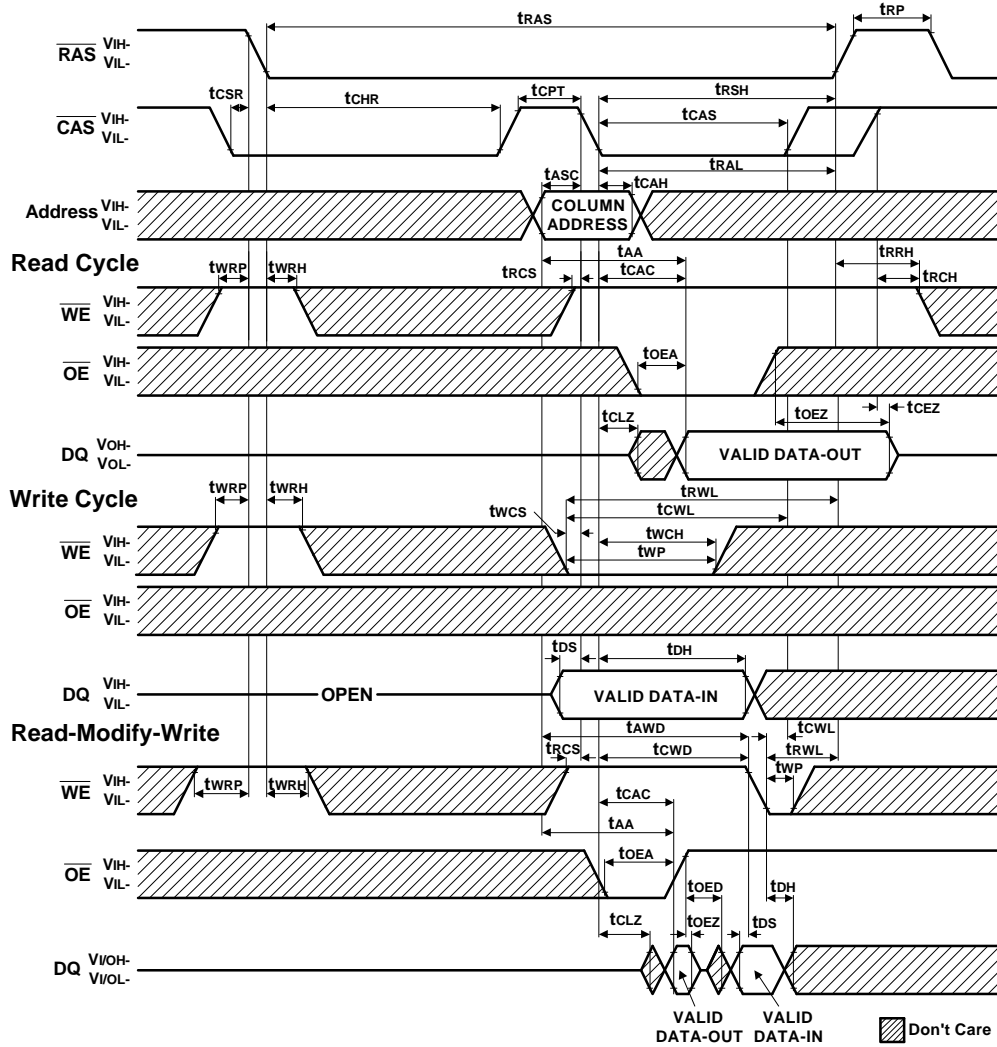 tRAS
tRP
RAS VIH-
VIL-
tCSR
tCHR
tCPT
tRSH
CAS VIH-
VIL-
tCAS
tRAL
tASC
tCAH
Address VIH-
VIL-
COLUMN
ADDRESS
Read Cycle
tAA
tRRH
tWRP
tWRH
tRCS
tCAC
tRCH
WE VIH-
VIL-
OE VIH-
VIL-
tOEA
tCLZ
tOEZ
tCEZ
DQ VOH-
VOL-
VALID DATA-OUT
Write Cycle
tWRP
tWRH
tRWL
tWCS
tCWL
tWCH
WE VIH-
VIL-
tWP
OE VIH-
VIL-
tDS
tDH
DQ VIH-
VIL-
OPEN
VALID DATA-IN
Read-Modify-Write
tAWD
tCWL
tRCS
tCWD
tRWL
tWP
WE VIH-
VIL-
tWRP
tWRH
tCAC
tAA
OE VIH-
VIL-
tOEA
tOED
tDH
tCLZ
tOEZ
tDS
DQ VI/OH-
VI/OL-
VALID
DATA-OUT
VALID
DATA-IN
Don't Care